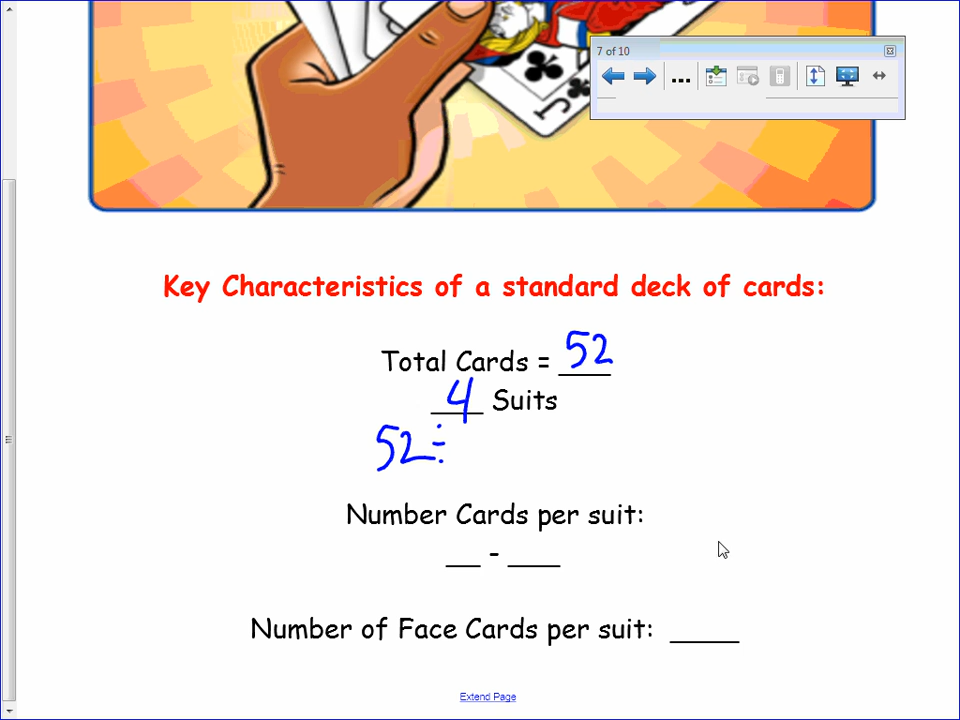 7 of 10
Key Characteristics of a standard deck of cards:
Total Cards = 52
4 Suits
52 ÷
Number Cards per suit:
__ - ___
Number of Face Cards per suit: ____
Extend Page